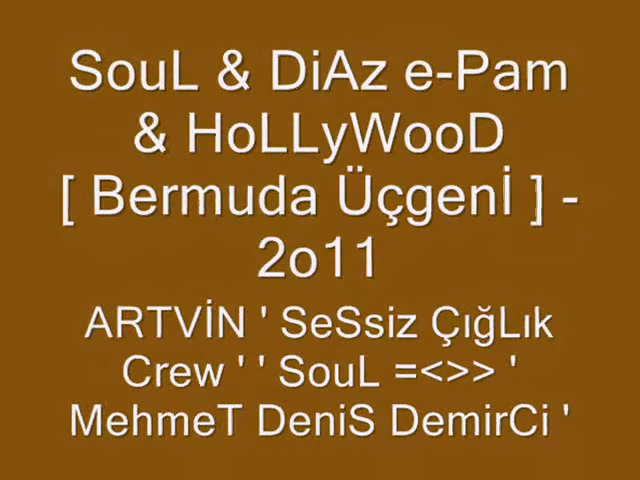 SouL & DiAz e-Pam
& HoLLyWooD
[ Bermuda Üçgenİ ] -
2o11
ARTVİN ' SeSsiz ÇığLık
Crew ' ' SouL =<>> '
MehmeT DeniS DemirCi '